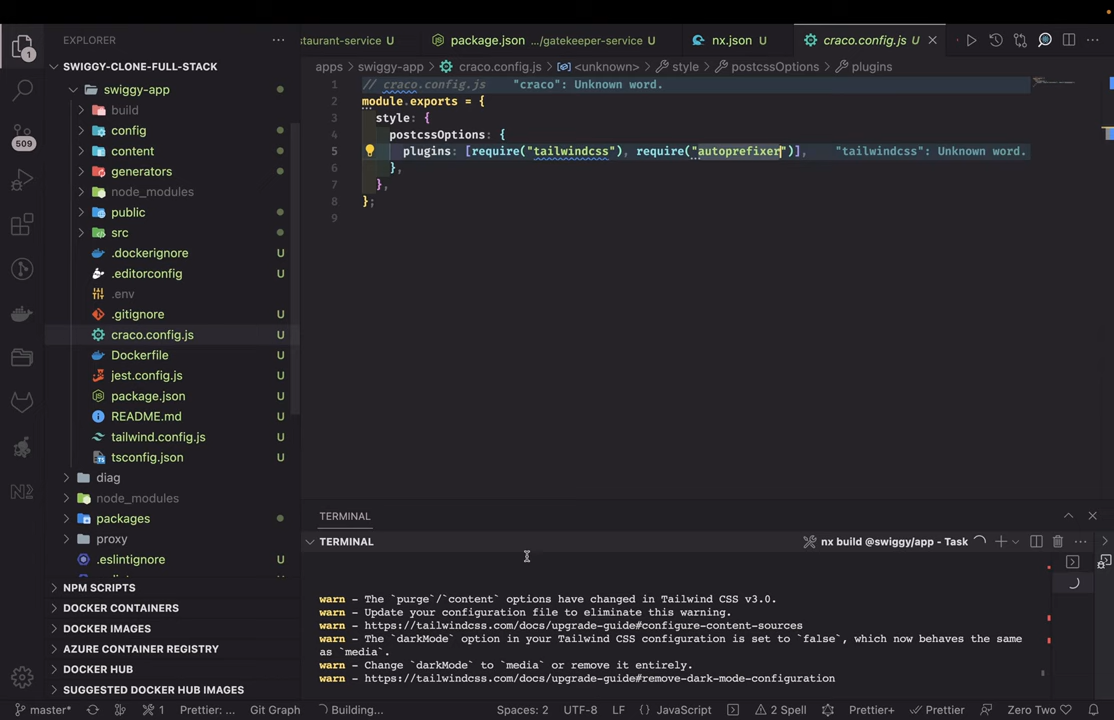 EXPLORER
SWIGGY-CLONE-FULL-STACK
swiggy-app
build
config
content
generators
node_modules
public
src
.dockerignore U
.editorconfig U
.env
.gitignore U
craco.config.js U
Dockerfile U
jest.config.js U
package.json U
README.md U
tailwind.config.js U
tsconfig.json U
diag
node_modules
packages
proxy
.eslintignore U
NPM SCRIPTS
DOCKER CONTAINERS
DOCKER IMAGES
AZURE CONTAINER REGISTRY
DOCKER HUB
SUGGESTED DOCKER HUB IMAGES
1
509
staurant-service U
package.json .../gatekeeper-service U
nx.json U
craco.config.js U
apps > swiggy-app > craco.config.js > <unknown> > style > postcssOptions > plugins
1 // craco.config.js "craco": Unknown word.
2 module.exports = {
3 style: {
4 postcssOptions: {
5 plugins: [require("tailwindcss"), require("autoprefixer")], "tailwindcss": Unknown word.
6 },
7 },
8 };
9
TERMINAL
TERMINAL
nx build @swiggy/app - Task
warn - The `purge`/`content` options have changed in Tailwind CSS v3.0.
warn - Update your configuration file to eliminate this warning.
warn - https://tailwindcss.com/docs/upgrade-guide#configure-content-sources
warn - The `darkMode` option in your Tailwind CSS configuration is set to `false`, which now behaves the same
as `media`.
warn - Change `darkMode` to `media` or remove it entirely.
warn - https://tailwindcss.com/docs/upgrade-guide#remove-dark-mode-configuration
master* 1 Prettier: ... Git Graph Building... Spaces: 2 UTF-8 LF {} JavaScript 2 Spell Prettier+ Prettier Zero Two